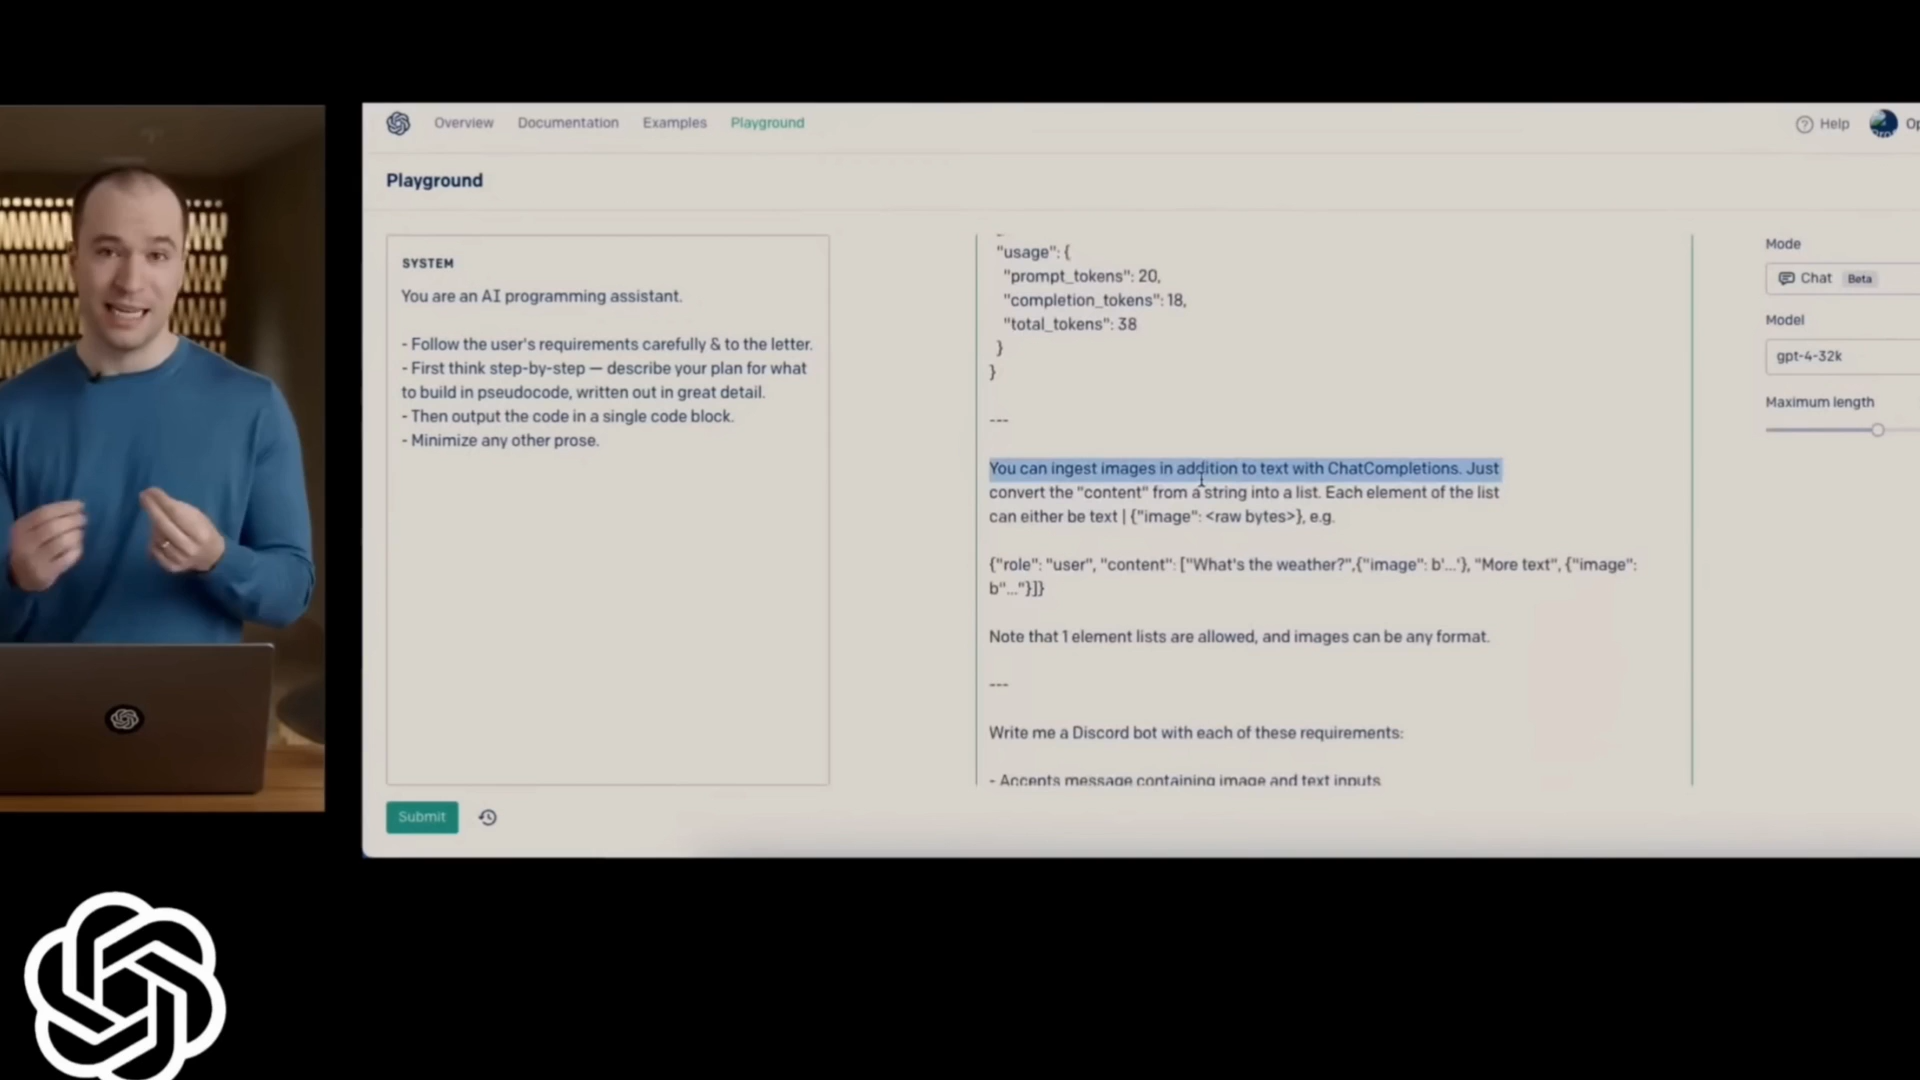 Overview Documentation Examples Playground
Help
Playground
SYSTEM
You are an AI programming assistant.
- Follow the user's requirements carefully & to the letter.
- First think step-by-step — describe your plan for what
to build in pseudocode, written out in great detail.
- Then output the code in a single code block.
- Minimize any other prose.
Submit
"usage": {
"prompt_tokens": 20,
"completion_tokens": 18,
"total_tokens": 38
}
}
---
You can ingest images in addition to text with ChatCompletions. Just
convert the "content" from a string into a list. Each element of the list
can either be text | {"image": <raw bytes>}, e.g.
{"role": "user", "content": ["What's the weather?",{"image": b'...'}, "More text", {"image":
b"..."}]}
Note that 1 element lists are allowed, and images can be any format.
---
Write me a Discord bot with each of these requirements:
- Accepts message containing image and text inputs
Mode
Chat Beta
Model
gpt-4-32k
Maximum length